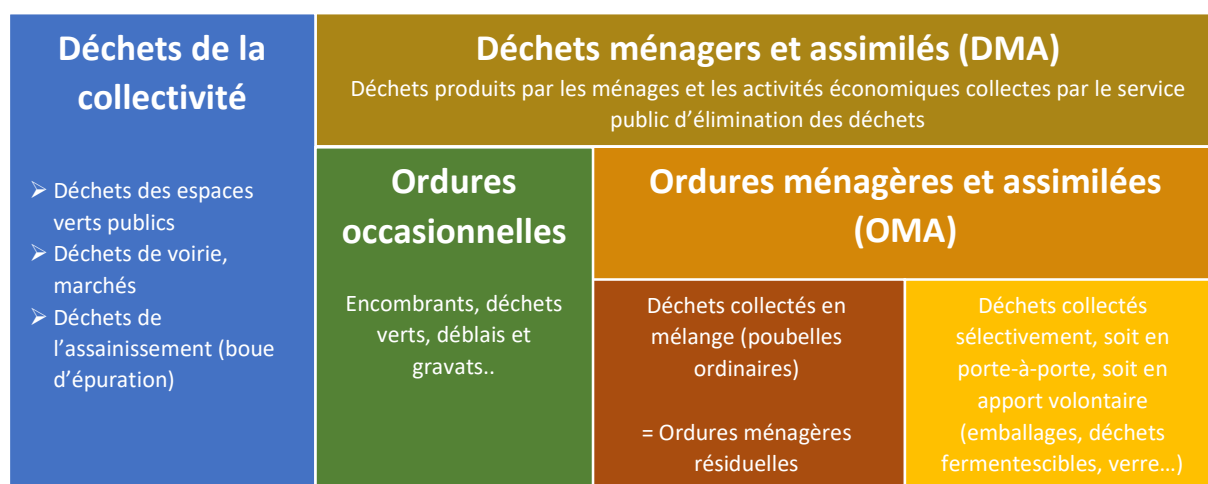 Déchets de la
collectivité
➢ Déchets des espaces
verts publics
➢ Déchets de voirie,
marchés
➢ Déchets de
l’assainissement (boue
d’épuration)
Déchets ménagers et assimilés (DMA)
Déchets produits par les ménages et les activités économiques collectes par le service
public d’élimination des déchets
Ordures
occasionnelles
Encombrants, déchets
verts, déblais et
gravats..
Ordures ménagères et assimilées
(OMA)
Déchets collectés en
mélange (poubelles
ordinaires)
= Ordures ménagères
résiduelles
Déchets collectés
sélectivement, soit en
porte-à-porte, soit en
apport volontaire
(emballages, déchets
fermentescibles, verre…)